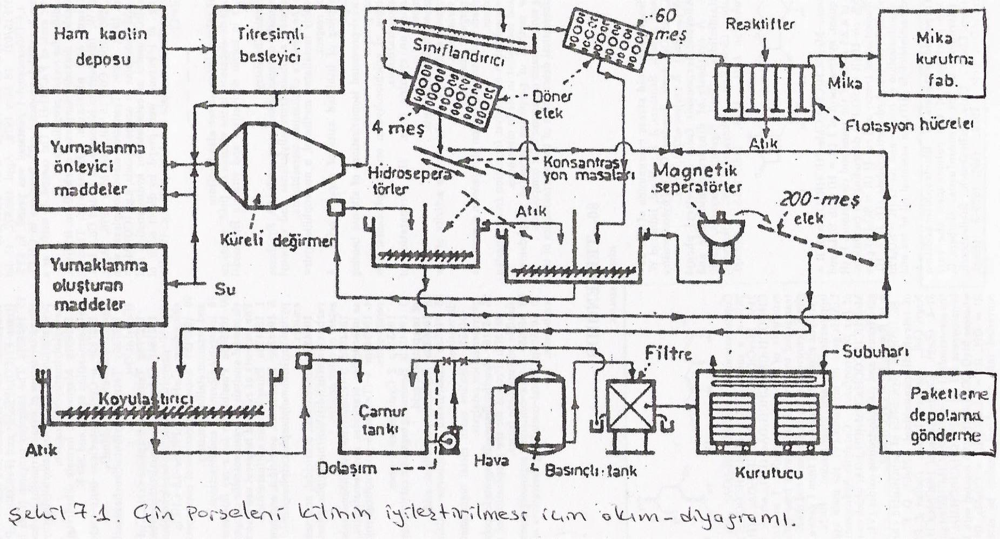 Ham kaolin
deposu
Titreşimli
besleyici
Sınıflandırıcı
60
meş
Reaktifler
Mika
kurutma
fab.
Mika
Döner
elek
4 meş
Flotasyon hücreler
Atık
Yumaklanma
önleyici
maddeler
Konsantras
yon masaları
Hidrosepera
törler
Magnetik
seperatörler
200-meş
elek
Atık
Küreli değirmen
Yumaklanma
oluşturan
maddeler
Su
Filtre
Subuharı
Koyulaştırıcı
Çamur
tankı
Paketleme
depolama
gönderme
Atık
Dolaşım
Hava
Basınçlı tank
Kurutucu
Şekil 7.1. Çin Porseleni kilinin iyileştirilmesi için akım-diyagramı.